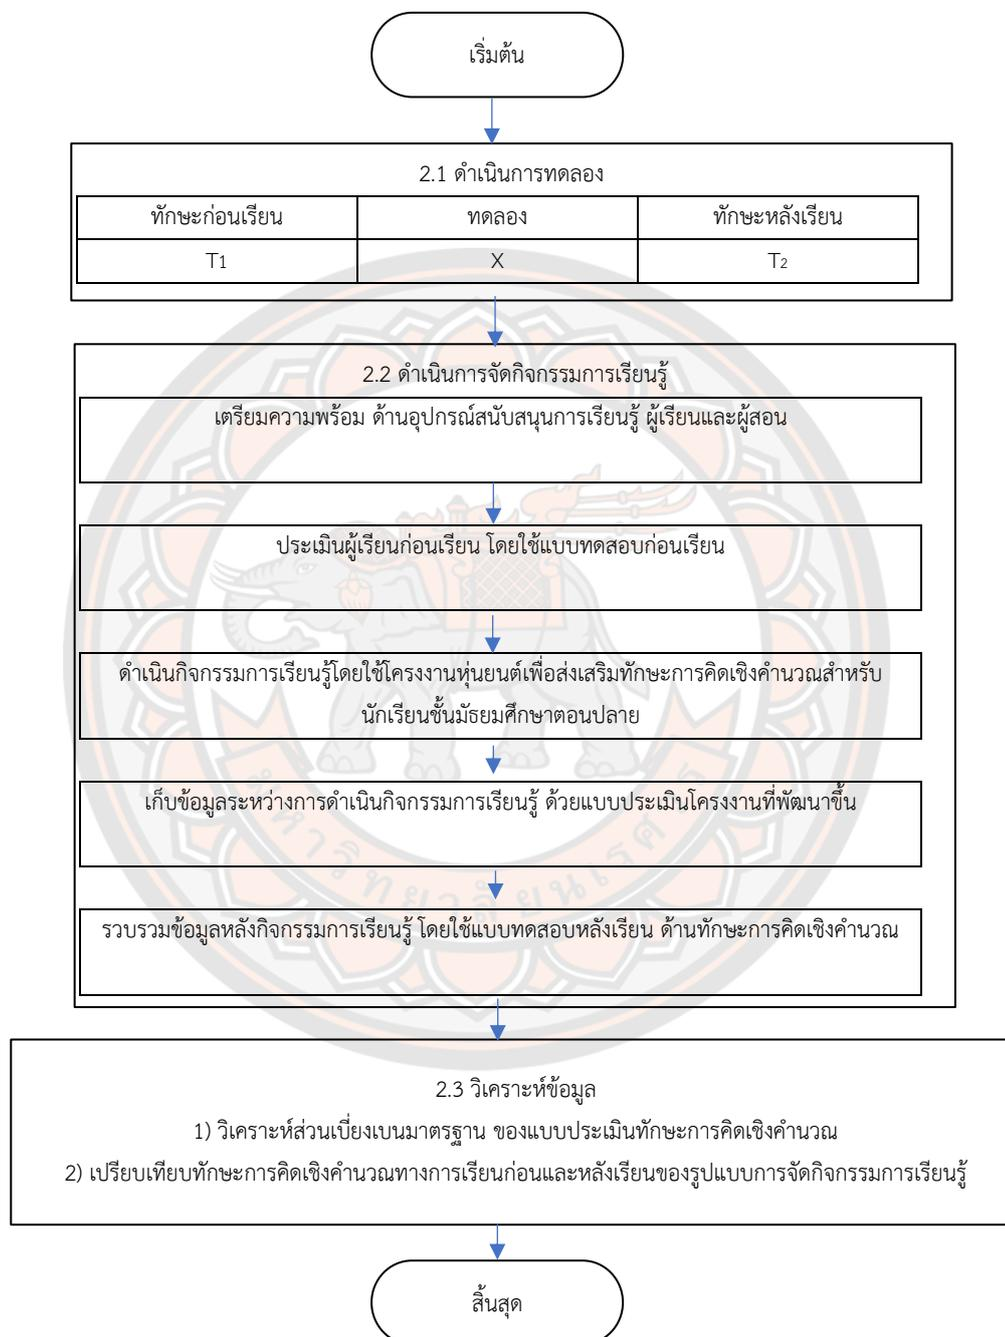 เริ่มต้น
2.1 ดำเนินการทดลอง
ทักษะก่อนเรียน ทดลอง ทักษะหลังเรียน
T1 X T2
2.2 ดำเนินการจัดกิจกรรมการเรียนรู้
เตรียมความพร้อม ด้านอุปกรณ์สนับสนุนการเรียนรู้ ผู้เรียนและผู้สอน
ประเมินผู้เรียนก่อนเรียน โดยใช้แบบทดสอบก่อนเรียน
ดำเนินกิจกรรมการเรียนรู้โดยใช้โครงงานหุ่นยนต์เพื่อส่งเสริมทักษะการคิดเชิงคำนวณสำหรับ
นักเรียนชั้นมัธยมศึกษาตอนปลาย
เก็บข้อมูลระหว่างการดำเนินกิจกรรมการเรียนรู้ ด้วยแบบประเมินโครงงานที่พัฒนาขึ้น
มหาวิทยาลัยนเรศวร
รวบรวมข้อมูลหลังกิจกรรมการเรียนรู้ โดยใช้แบบทดสอบหลังเรียน ด้านทักษะการคิดเชิงคำนวณ
2.3 วิเคราะห์ข้อมูล
1) วิเคราะห์ส่วนเบี่ยงเบนมาตรฐาน ของแบบประเมินทักษะการคิดเชิงคำนวณ
2) เปรียบเทียบทักษะการคิดเชิงคำนวณทางการเรียนก่อนและหลังเรียนของรูปแบบการจัดกิจกรรมการเรียนรู้
สิ้นสุด